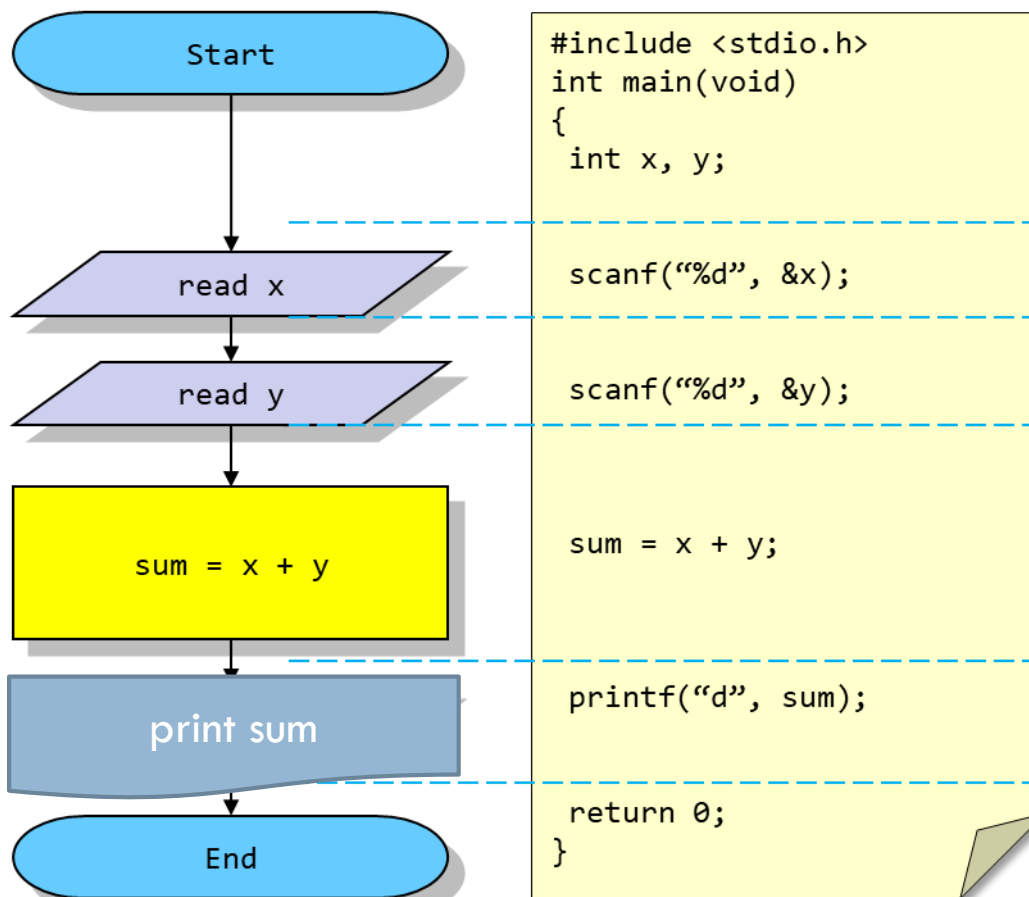 Start
read x
read y
sum = x + y
print sum
End
#include <stdio.h>
int main(void)
{
int x, y;
scanf(“%d”, &x);
scanf(“%d”, &y);
sum = x + y;
printf(“d”, sum);
return 0;
}